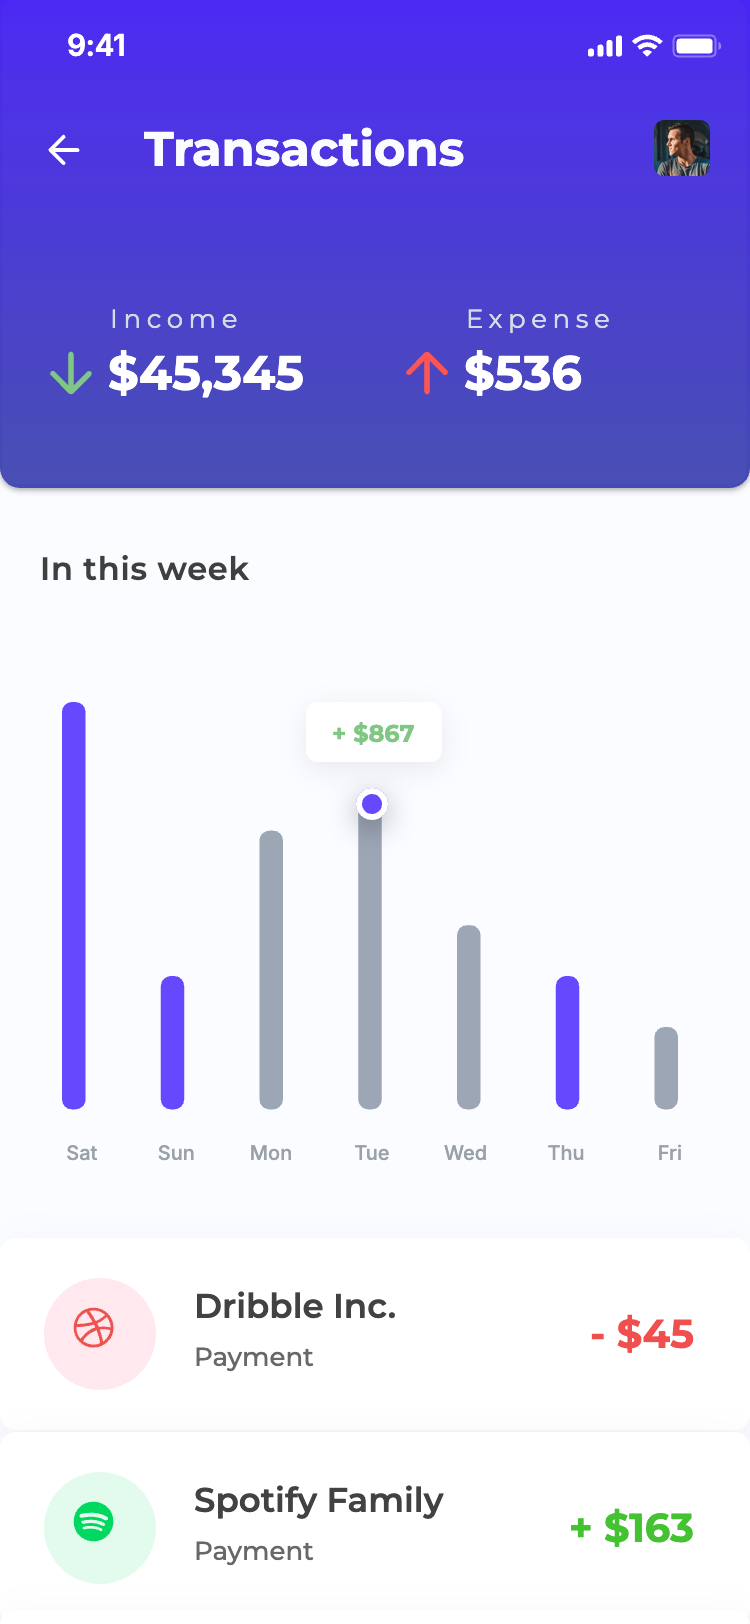 9:41
Transactions
Income
Expense
$45,345
$536
In this week
+ $867
Sat Sun Mon Tue Wed Thu Fri
Dribble Inc.
Payment
- $45
Spotify Family
Payment
+ $163